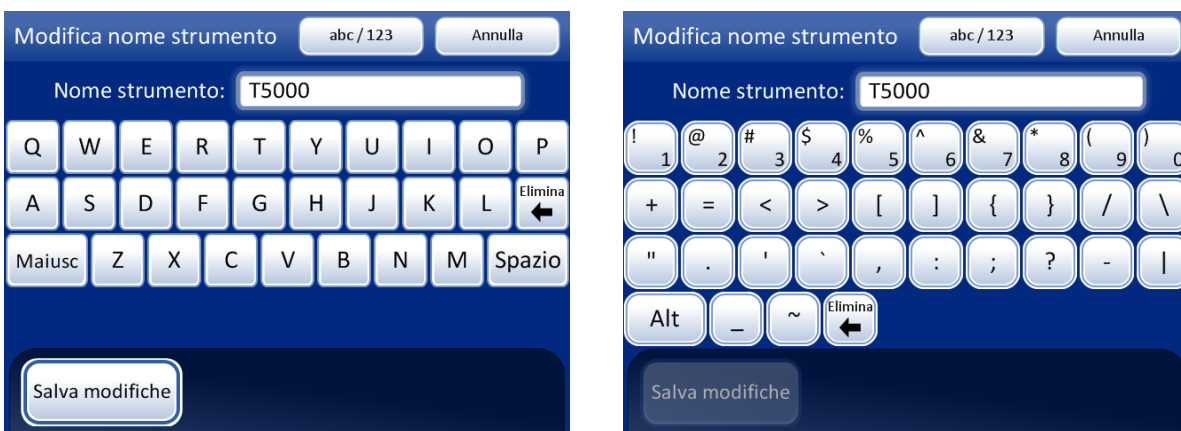 Modifica nome strumento abc / 123 Annulla
Nome strumento: T5000
Q W E R T Y U I O P
A S D F G H J K L Elimina
Maiusc Z X C V B N M Spazio
Salva modifiche
Modifica nome strumento abc / 123 Annulla
Nome strumento: T5000
! 1 @ 2 # 3 $ 4 % 5 ^ 6 & 7 * 8 ( 9 ) 0
+ = < > [ ] { } / \
" . ' ` , : ; ? - |
Alt _ ~ Elimina
Salva modifiche